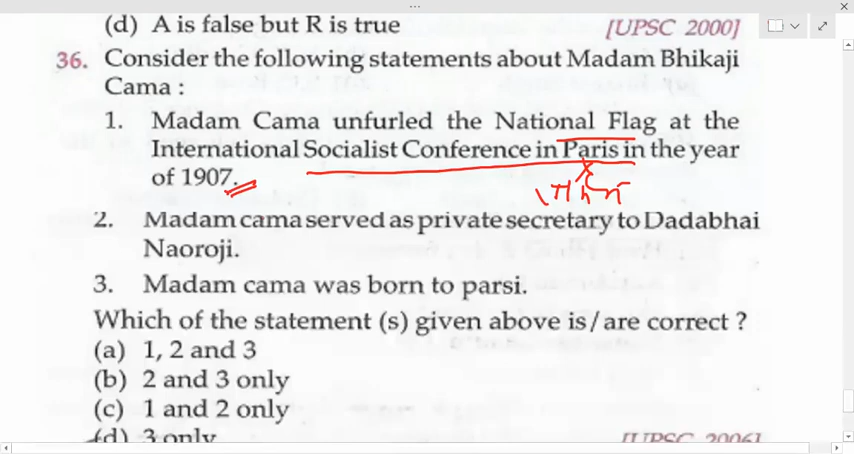 (d) A is false but R is true [UPSC 2000]
36. Consider the following statements about Madam Bhikaji
Cama :
1. Madam Cama unfurled the National Flag at the
International Socialist Conference in Paris in the year
of 1907.
2. Madam cama served as private secretary to Dadabhai
Naoroji.
3. Madam cama was born to parsi.
Which of the statement (s) given above is/are correct ?
(a) 1, 2 and 3
(b) 2 and 3 only
(c) 1 and 2 only
(d) 3 only [UPSC 2006]